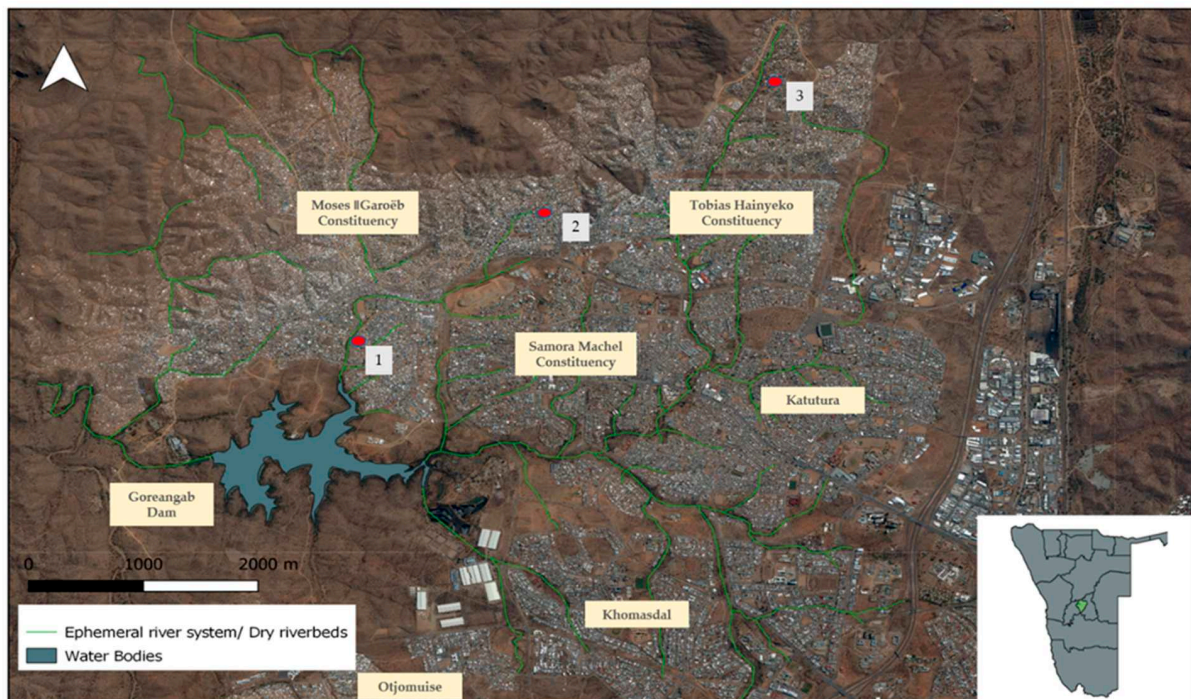 3
Moses ǁGaroëb
Constituency
Tobias Hainyeko
Constituency
2
1
Samora Machel
Constituency
Katutura
Goreangab
Dam
0 1000 2000 m
Khomasdal
Ephemeral river system/ Dry riverbeds
Water Bodies
Otjomuise